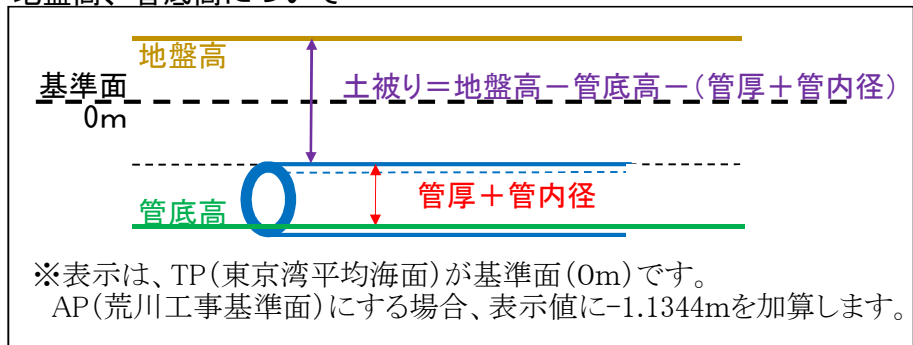 地盤高、管底高について
地盤高
基準面
0m
土被り＝地盤高－管底高－（管厚＋管内径）
管厚＋管内径
管底高
※表示は、TP（東京湾平均海面）が基準面（0m）です。
AP（荒川工事基準面）にする場合、表示値に-1.1344mを加算します。